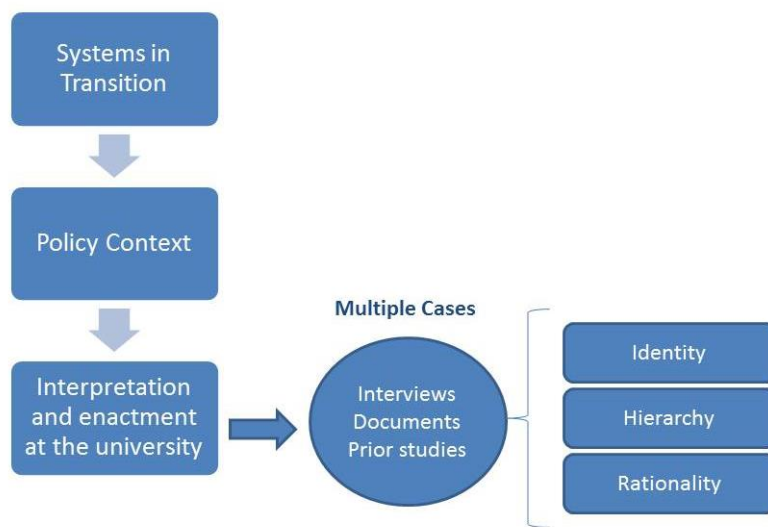 Systems in
Transition
Policy Context
Interpretation
and enactment
at the university
Multiple Cases
Interviews
Documents
Prior studies
Identity
Hierarchy
Rationality